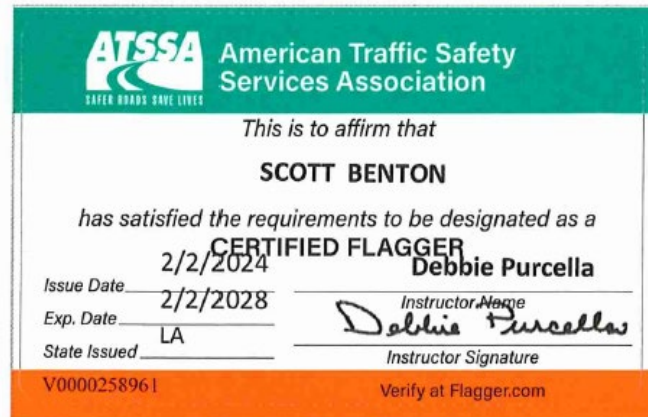 ATSSA
SAFER ROADS SAVE LIVES
American Traffic Safety
Services Association
This is to affirm that
SCOTT BENTON
has satisfied the requirements to be designated as a
CERTIFIED FLAGGER
Issue Date 2/2/2024
Exp. Date 2/2/2028
State Issued LA
Debbie Purcella
Instructor Name
Debbie Purcella
Instructor Signature
V0000258961
Verify at Flagger.com